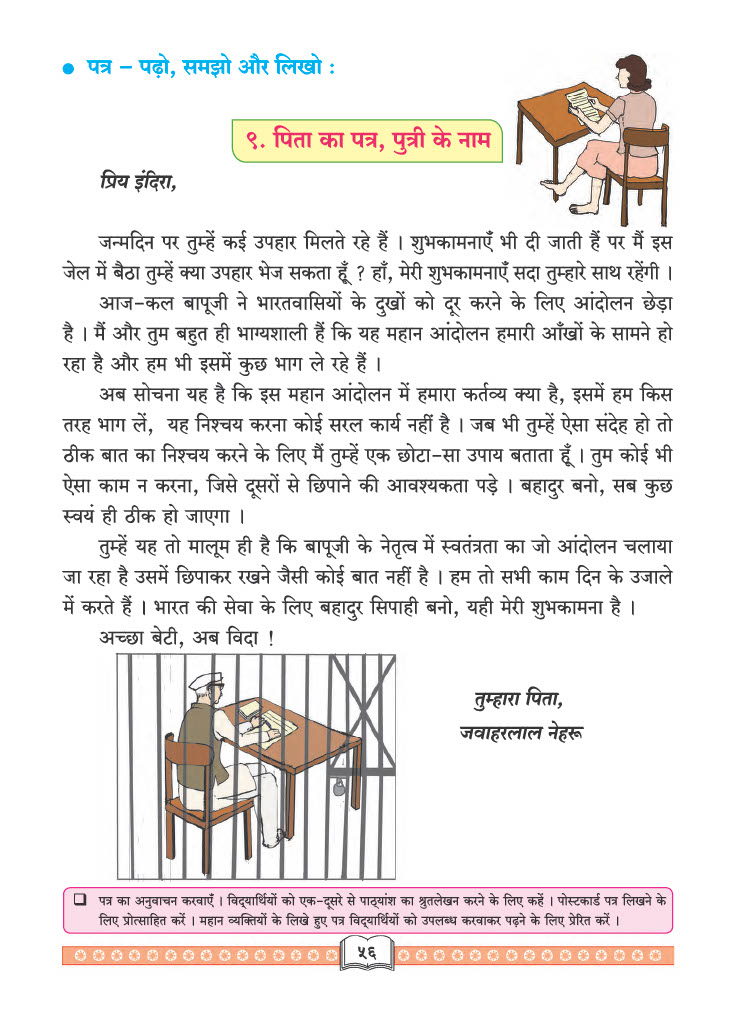 ● पत्र – पढ़ो, समझो और लिखो :
९. पिता का पत्र, पुत्री के नाम
प्रिय इंदिरा,
जन्मदिन पर तुम्हें कई उपहार मिलते रहे हैं । शुभकामनाएँ भी दी जाती हैं पर मैं इस
जेल में बैठा तुम्हें क्या उपहार भेज सकता हूँ ? हाँ, मेरी शुभकामनाएँ सदा तुम्हारे साथ रहेंगी ।
आज-कल बापूजी ने भारतवासियों के दुखों को दूर करने के लिए आंदोलन छेड़ा
है । मैं और तुम बहुत ही भाग्यशाली हैं कि यह महान आंदोलन हमारी आँखों के सामने हो
रहा है और हम भी इसमें कुछ भाग ले रहे हैं ।
अब सोचना यह है कि इस महान आंदोलन में हमारा कर्तव्य क्या है, इसमें हम किस
तरह भाग लें, यह निश्चय करना कोई सरल कार्य नहीं है । जब भी तुम्हें ऐसा संदेह हो तो
ठीक बात का निश्चय करने के लिए मैं तुम्हें एक छोटा-सा उपाय बताता हूँ । तुम कोई भी
ऐसा काम न करना, जिसे दूसरों से छिपाने की आवश्यकता पड़े । बहादुर बनो, सब कुछ
स्वयं ही ठीक हो जाएगा ।
तुम्हें यह तो मालूम ही है कि बापूजी के नेतृत्व में स्वतंत्रता का जो आंदोलन चलाया
जा रहा है उसमें छिपाकर रखने जैसी कोई बात नहीं है । हम तो सभी काम दिन के उजाले
में करते हैं । भारत की सेवा के लिए बहादुर सिपाही बनो, यही मेरी शुभकामना है ।
अच्छा बेटी, अब विदा !
तुम्हारा पिता,
जवाहरलाल नेहरू
❑ पत्र का अनुवाचन करवाएँ । विद्‌यार्थियों को एक-दूसरे से पाठ्‌यांश का श्रुतलेखन करने के लिए कहें । पोस्टकार्ड पत्र लिखने के
लिए प्रोत्साहित करें । महान व्यक्तियों के लिखे हुए पत्र विद्‌यार्थियों को उपलब्ध करवाकर पढ़ने के लिए प्रेरित करें ।
५६